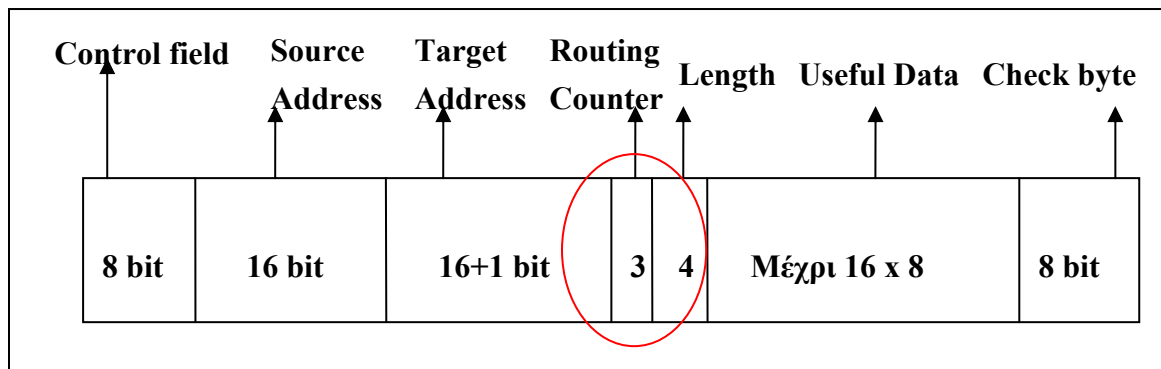 Control field
Source
Address
Target
Address
Routing
Counter
Length
Useful Data
Check byte
8 bit
16 bit
16+1 bit
3
4
Μέχρι 16 x 8
8 bit